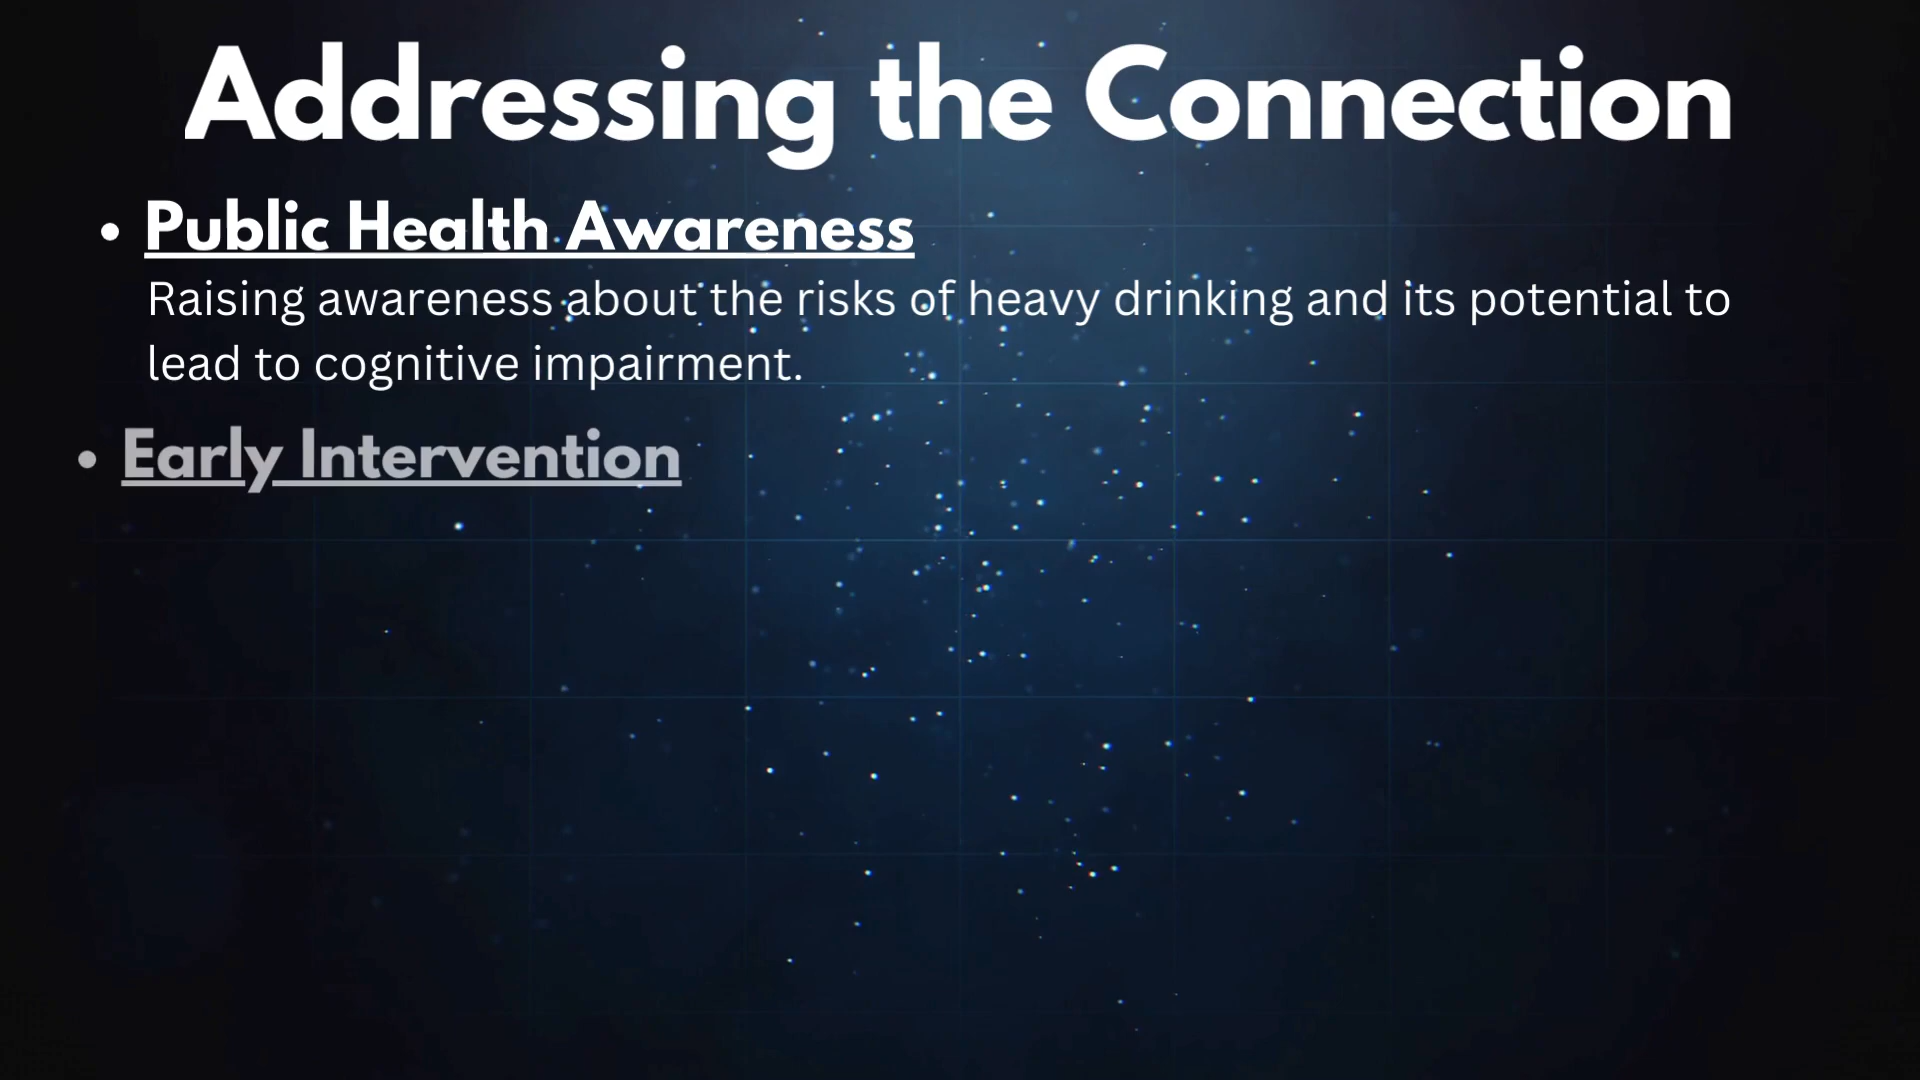 Addressing the Connection
• Public Health Awareness
Raising awareness about the risks of heavy drinking and its potential to
lead to cognitive impairment.
• Early Intervention